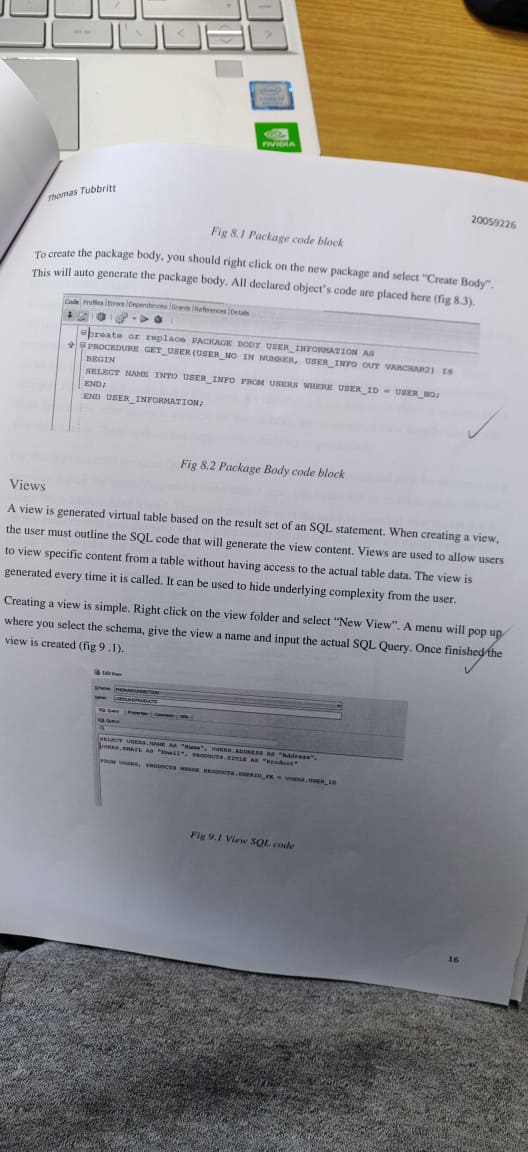 NVIDIA
Thomas Tubbritt
20059226
Fig 8.1 Package code block
To create the package body, you should right click on the new package and select "Create Body".
This will auto generate the package body. All declared object's code are placed here (fig 8.3).
Code Profiles Errors Dependencies Grants References Details
create or replace PACKAGE BODY USER_INFORMATION AS
PROCEDURE GET_USER(USER_NO IN NUMBER, USER_INFO OUT VARCHAR2) IS
BEGIN
SELECT NAME INTO USER_INFO FROM USERS WHERE USER_ID = USER_NO;
END;
END USER_INFORMATION;
Fig 8.2 Package Body code block
Views
A view is generated virtual table based on the result set of an SQL statement. When creating a view,
the user must outline the SQL code that will generate the view content. Views are used to allow users
to view specific content from a table without having access to the actual table data. The view is
generated every time it is called. It can be used to hide underlying complexity from the user.
Creating a view is simple. Right click on the view folder and select "New View". A menu will pop up
where you select the schema, give the view a name and input the actual SQL Query. Once finished the
view is created (fig 9 .1).
Edit View
Schema:
Name:
SQL Query Properties Comment DDL
SQL Query:
SELECT USERS.NAME AS "Name", USERS.ADDRESS AS "Address",
USERS.EMAIL AS "Email", PRODUCTS.TITLE AS "Product"
FROM USERS, PRODUCTS WHERE PRODUCTS.USERID_FK = USERS.USER_ID
Fig 9.1 View SQL code
16